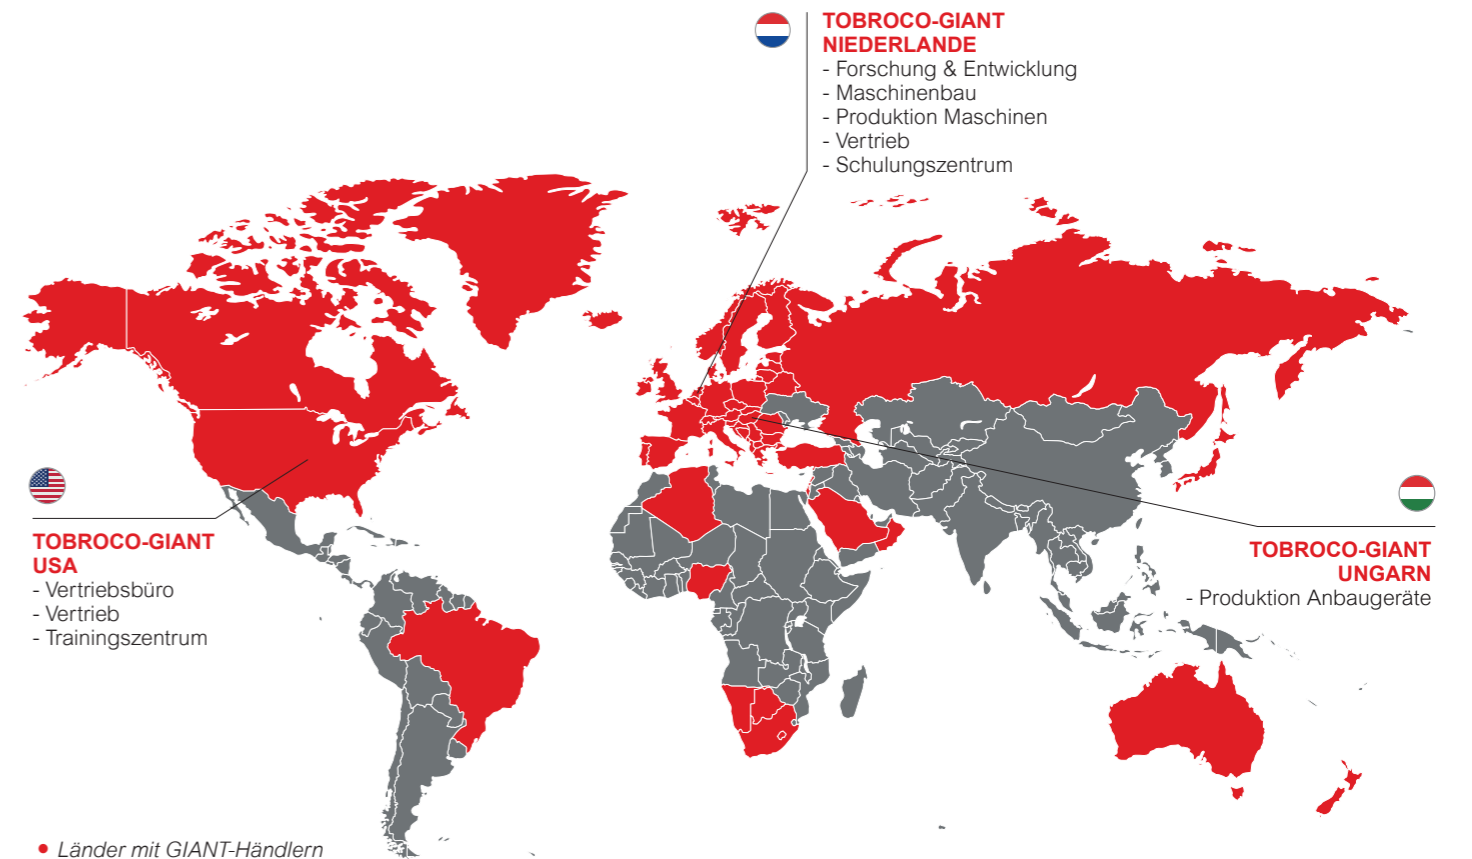 TOBROCO-GIANT
NIEDERLANDE
- Forschung & Entwicklung
- Maschinenbau
- Produktion Maschinen
- Vertrieb
- Schulungszentrum
TOBROCO-GIANT
USA
- Vertriebsbüro
- Vertrieb
- Trainingszentrum
TOBROCO-GIANT
UNGARN
- Produktion Anbaugeräte
• Länder mit GIANT-Händlern